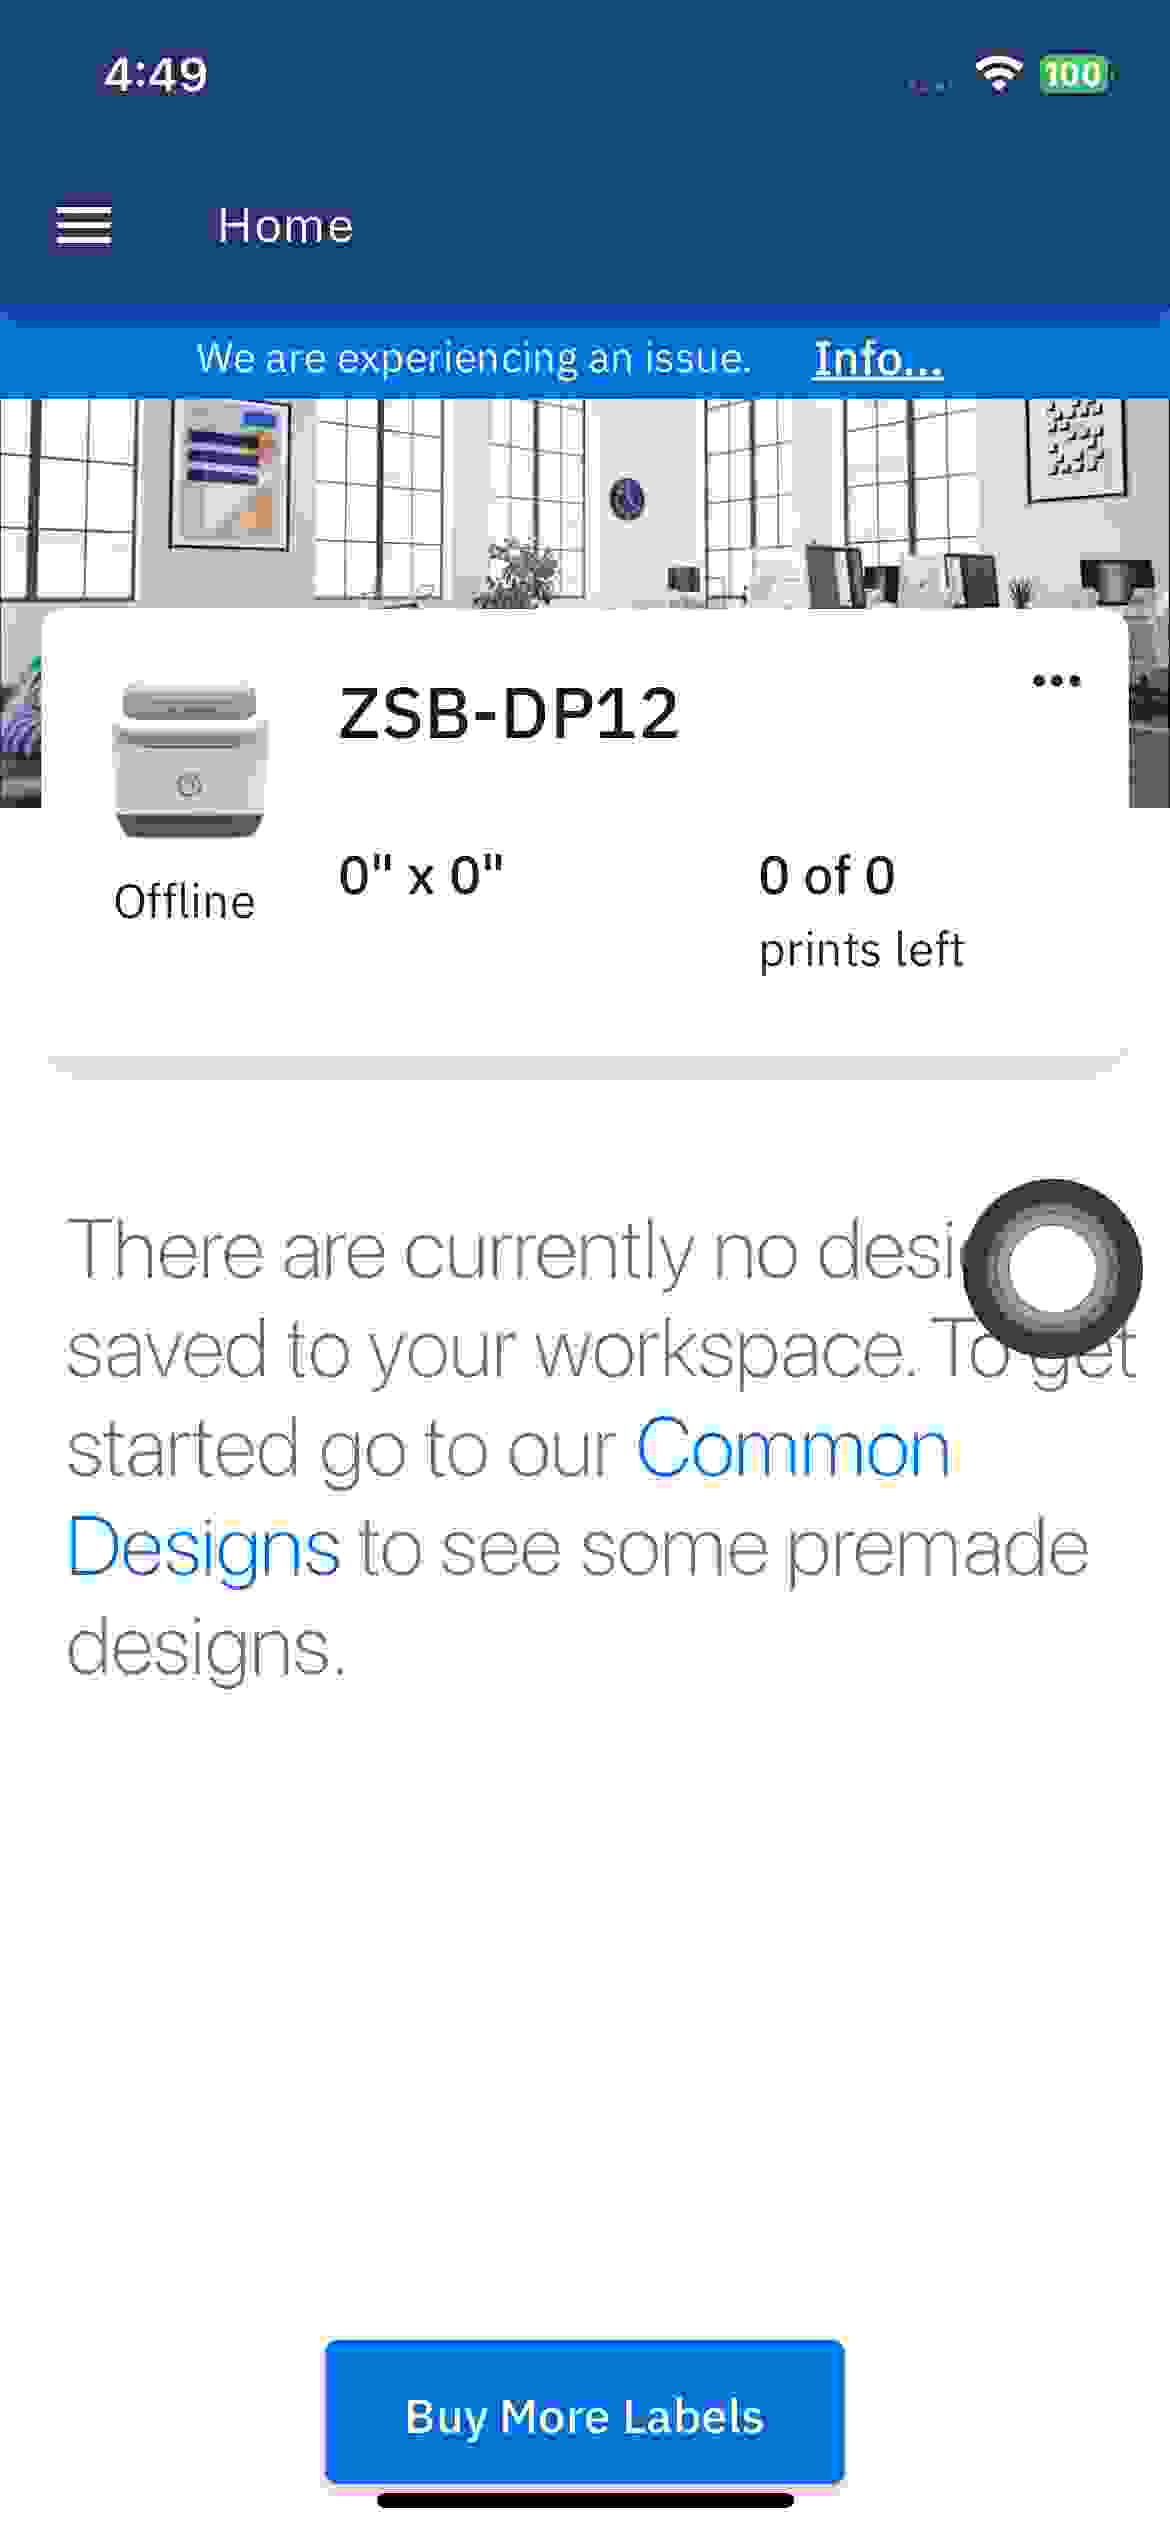 4:49
100
Home
We are experiencing an issue. Info...
ZSB-DP12
Offline
0" x 0"
0 of 0
prints left
There are currently no
saved to your workspace. To get
started go to our Common
Designs to see some premade
designs.
Buy More Labels